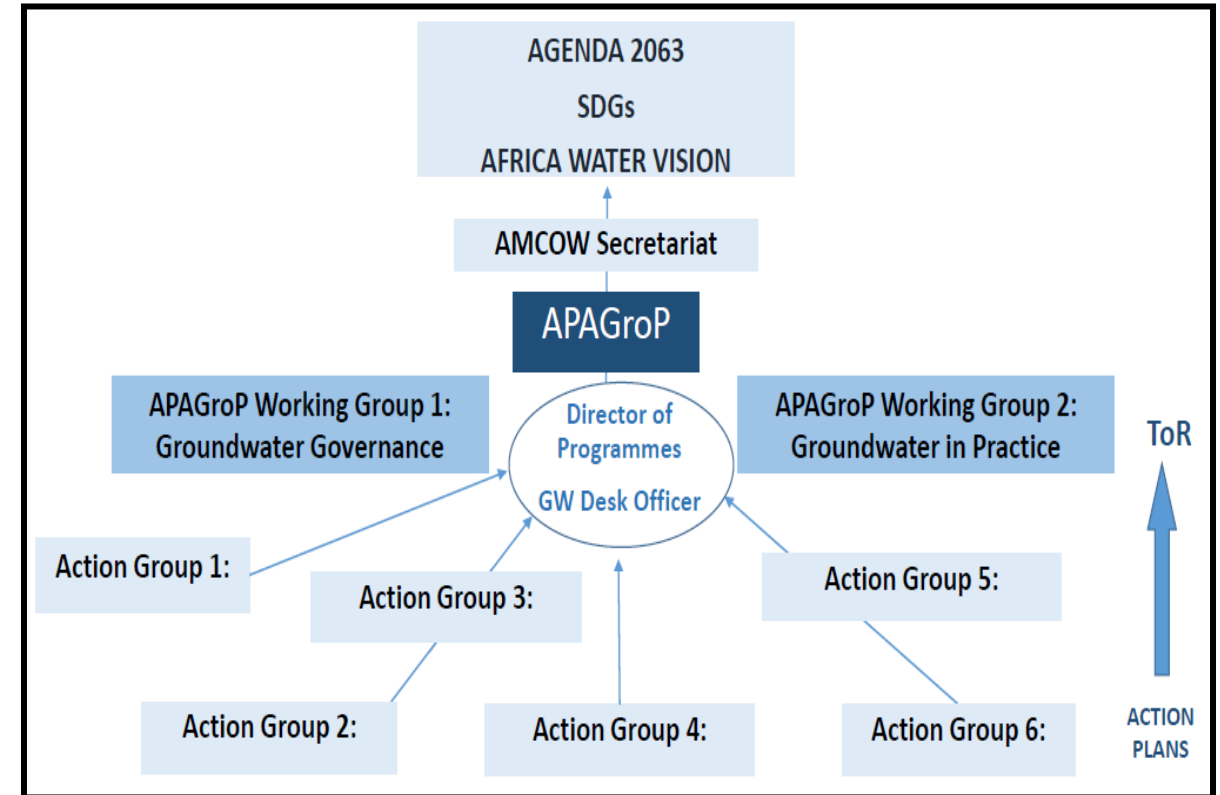 AGENDA 2063
SDGs
AFRICA WATER VISION
AMCOW Secretariat
APAGroP
APAGroP Working Group 1:
Groundwater Governance
Director of
Programmes
GW Desk Officer
APAGroP Working Group 2:
Groundwater in Practice
ToR
Action Group 1:
Action Group 3:
Action Group 5:
Action Group 2:
Action Group 4:
Action Group 6:
ACTION
PLANS